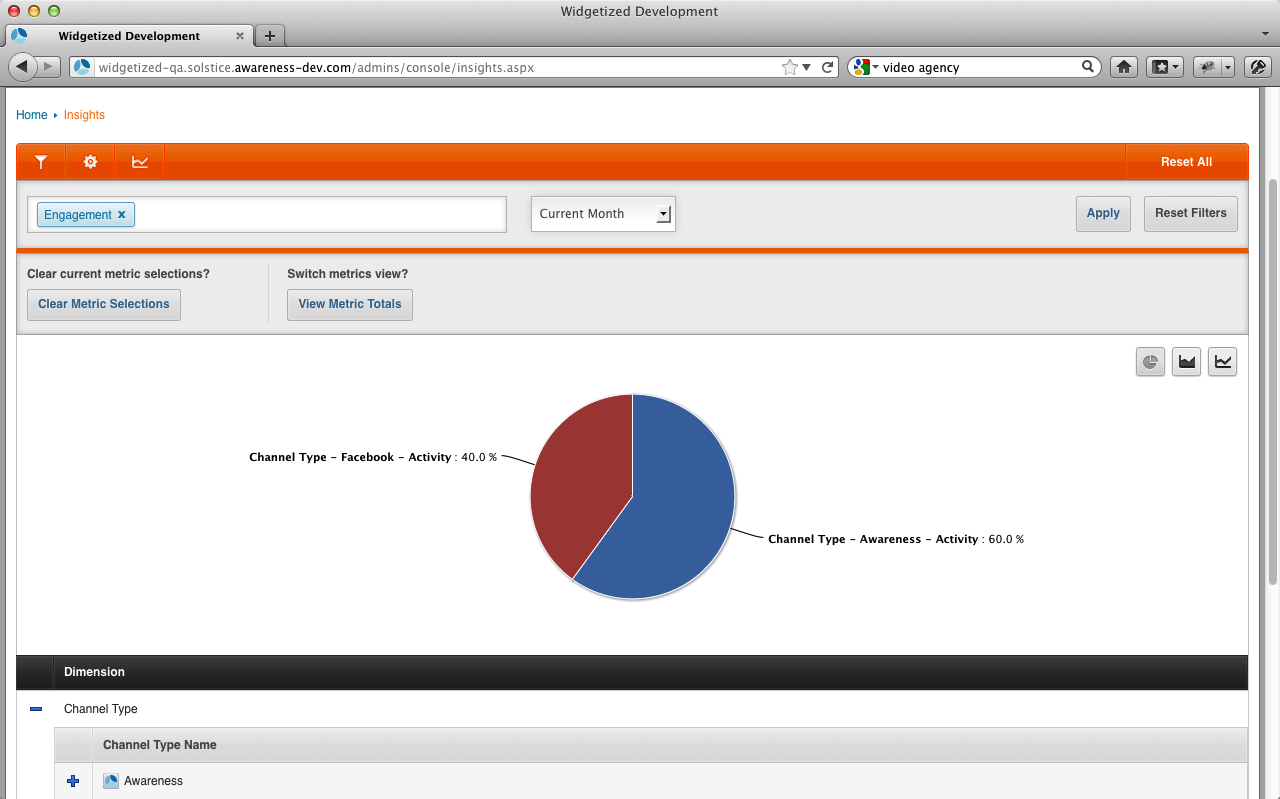 Widgetized Development
Widgetized Development
widgetized-qa.solstice.awareness-dev.com/admins/console/insights.aspx
video agency
Home Insights
Reset All
Engagement x
Current Month
Apply
Reset Filters
Clear current metric selections?
Switch metrics view?
Clear Metric Selections
View Metric Totals
Channel Type - Facebook - Activity : 40.0 %
Channel Type - Awareness - Activity : 60.0 %
Dimension
Channel Type
Channel Type Name
Awareness